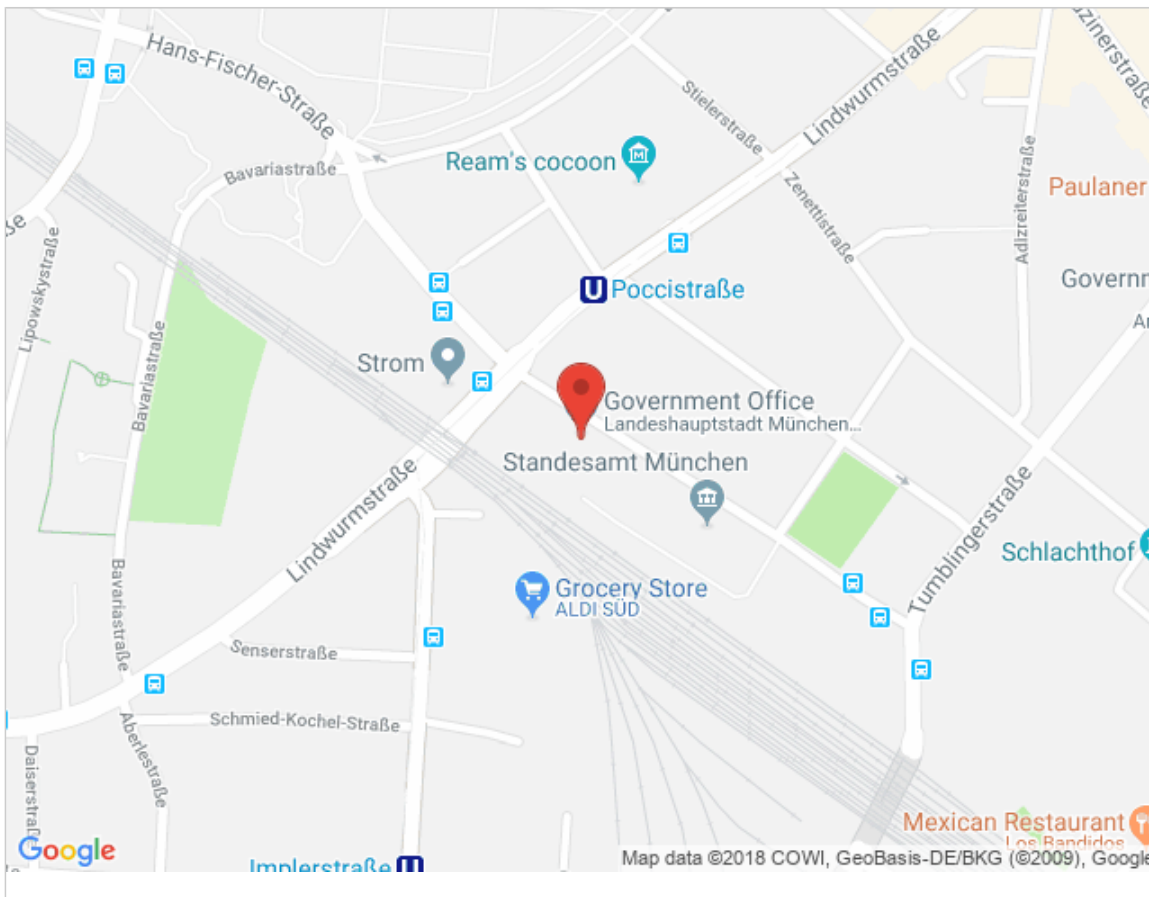 Hans-Fischer-Straße
Lindwurmstraße
Stielerstraße
Bavariastraße
Ream's cocoon
Zenettistraße
Adizreiterstraße
Paulaner
Lipowskystraße
Poccistraße
Bavariastraße
Strom
Government Office
Landeshauptstadt München...
Standesamt München
Lindwurmstraße
Tumblingerstraße
Schlachthof
Grocery Store
ALDI SÜD
Bavariastraße
Senserstraße
Schmied-Kochel-Straße
Aberlestraße
Mexican Restaurant
Los Bandidos
Google
Implerstraße
Map data ©2018 COWI, GeoBasis-DE/BKG (©2009), Google